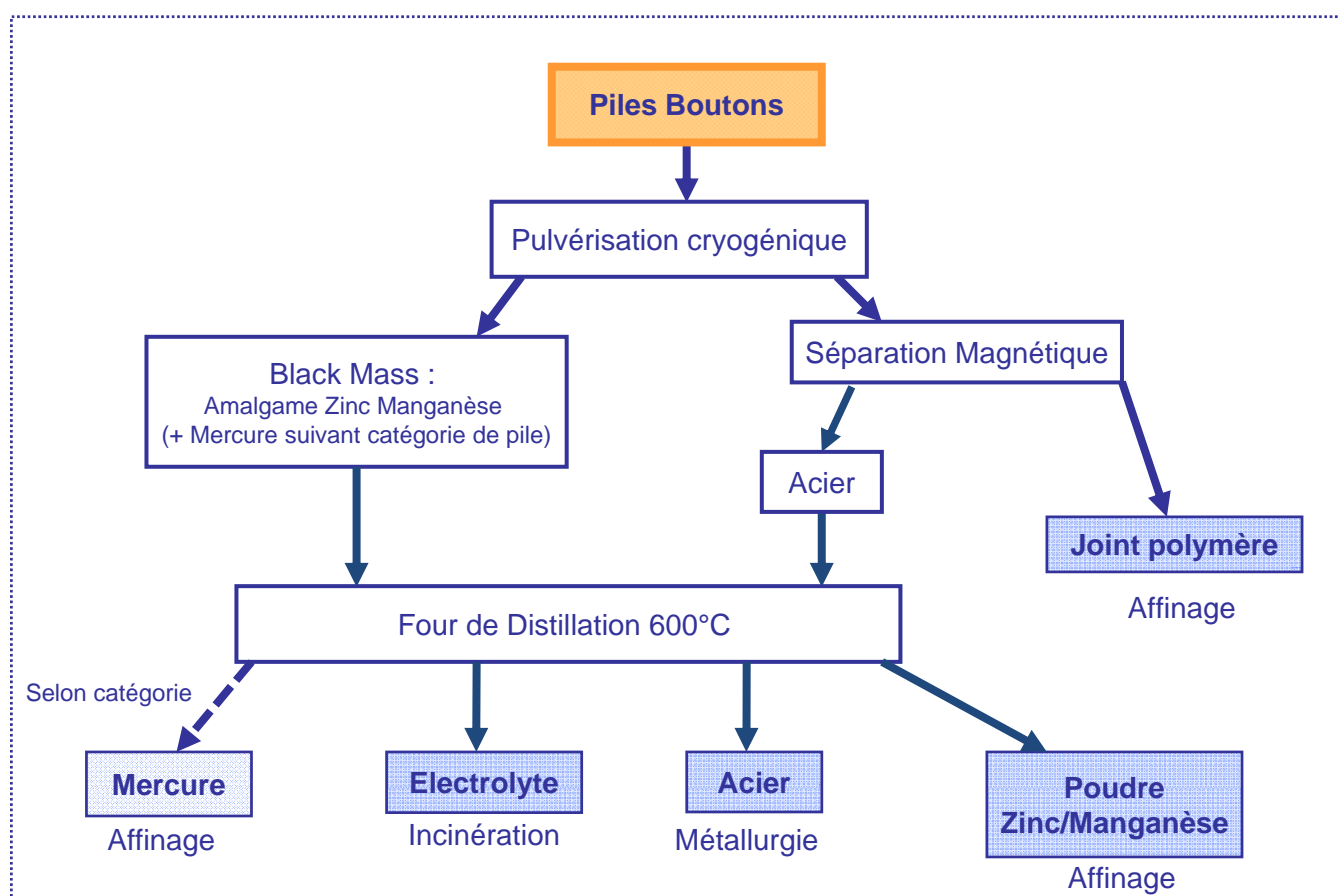 Piles Boutons
Pulvérisation cryogénique
Black Mass :
Amalgame Zinc Manganèse
(+ Mercure suivant catégorie de pile)
Séparation Magnétique
Acier
Joint polymère
Affinage
Four de Distillation 600°C
Selon catégorie
Mercure
Affinage
Electrolyte
Incinération
Acier
Métallurgie
Poudre
Zinc/Manganèse
Affinage